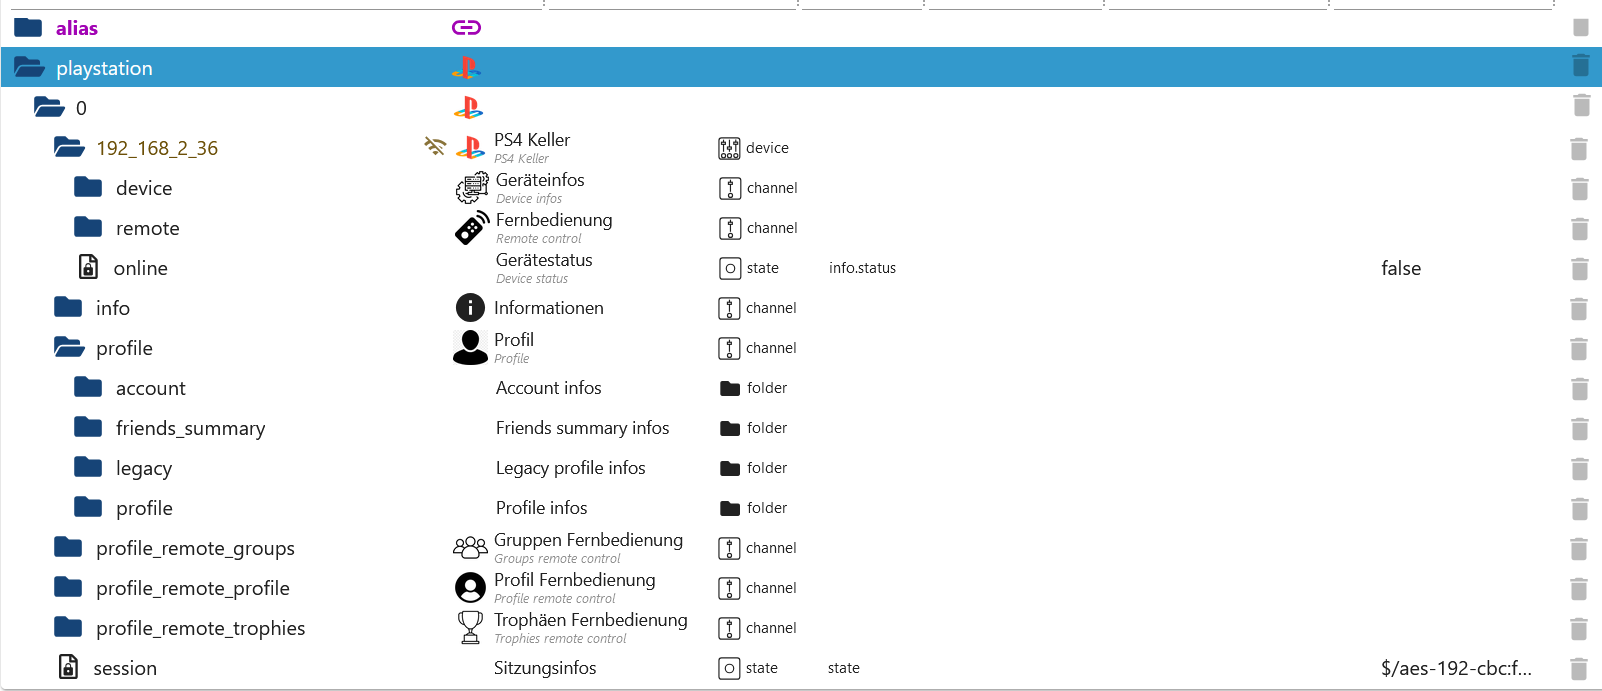 alias
playstation
0
192_168_2_36 PS4 Keller device
PS4 Keller
device Geräteinfos channel
Device infos
remote Fernbedienung channel
Remote control
online Gerätestatus state info.status false
Device status
info Informationen channel
profile Profil channel
Profile
account Account infos folder
friends_summary Friends summary infos folder
legacy Legacy profile infos folder
profile Profile infos folder
profile_remote_groups Gruppen Fernbedienung channel
Groups remote control
profile_remote_profile Profil Fernbedienung channel
Profile remote control
profile_remote_trophies Trophäen Fernbedienung channel
Trophies remote control
session Sitzungsinfos state state $/aes-192-cbc:f...